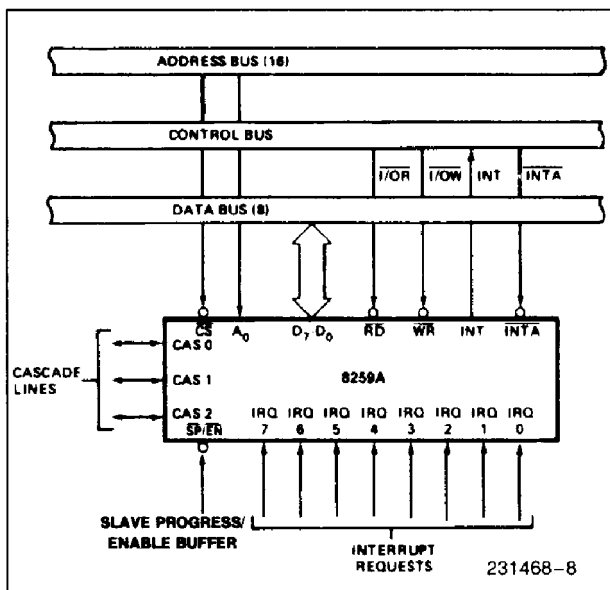 ADDRESS BUS (16)
CONTROL BUS
I/OR I/OW INT INTA
DATA BUS (8)
CS A0 D7-D0 RD WR INT INTA
CAS 0
CASCADE LINES
CAS 1
8259A
CAS 2
SP/EN
IRQ 7 IRQ 6 IRQ 5 IRQ 4 IRQ 3 IRQ 2 IRQ 1 IRQ 0
SLAVE PROGRESS/
ENABLE BUFFER
INTERRUPT
REQUESTS
231468-8